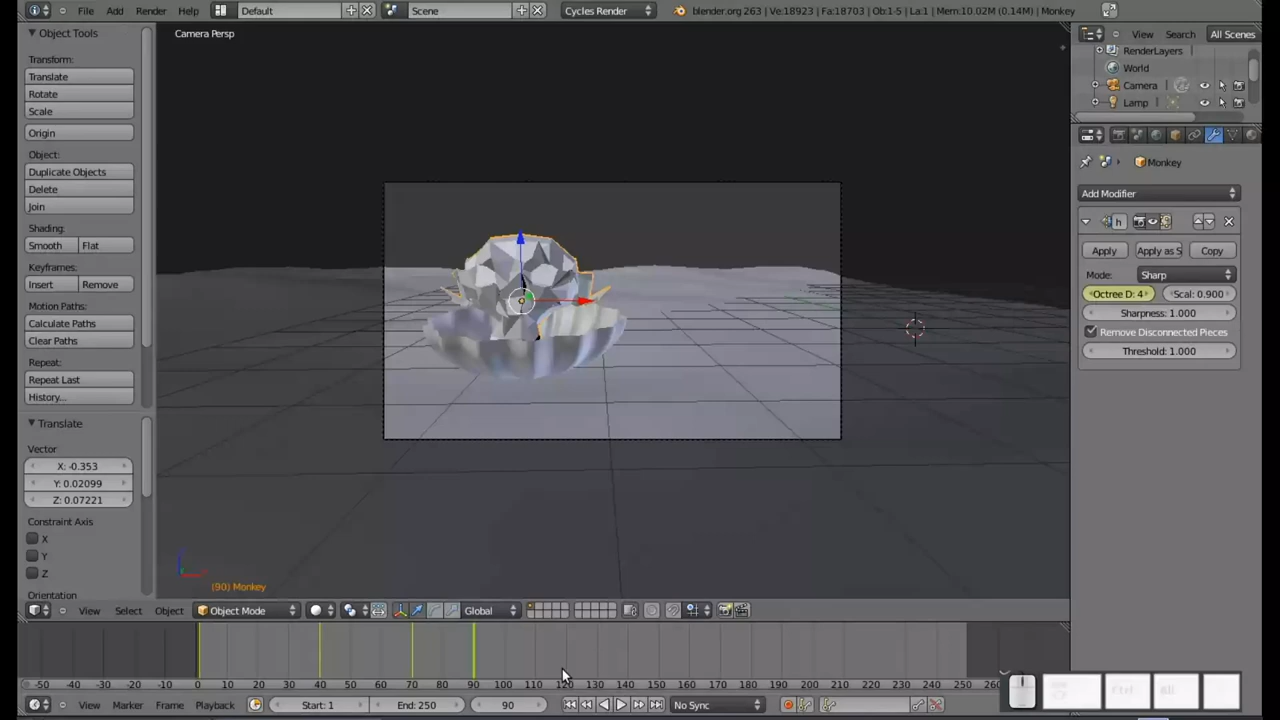 File Add Render Help Default Scene Cycles Render blender.org 263 | Ve:18923 | Fa:18703 | Ob:1-5 | La:1 | Mem:10.02M (0.14M) | Monkey
Object Tools
Transform:
Translate
Rotate
Scale
Origin
Object:
Duplicate Objects
Delete
Join
Shading:
Smooth Flat
Keyframes:
Insert Remove
Motion Paths:
Calculate Paths
Clear Paths
Repeat:
Repeat Last
History...
Translate
Vector
X: -0.353
Y: 0.02099
Z: 0.07221
Constraint Axis
X
Y
Z
Orientation
Camera Persp
(90) Monkey
View Search All Scenes
RenderLayers
World
Camera
Lamp
Monkey
Add Modifier
h
Apply Apply as S Copy
Mode: Sharp
Octree D: 4 Scal: 0.900
Sharpness: 1.000
Remove Disconnected Pieces
Threshold: 1.000
View Select Object Object Mode Global
-50 -40 -30 -20 -10 0 10 20 30 40 50 60 70 80 90 100 110 120 130 140 150 160 170 180 190 200 210 220 230 240 250 26
View Marker Frame Playback Start: 1 End: 250 90 No Sync
Ctrl Alt